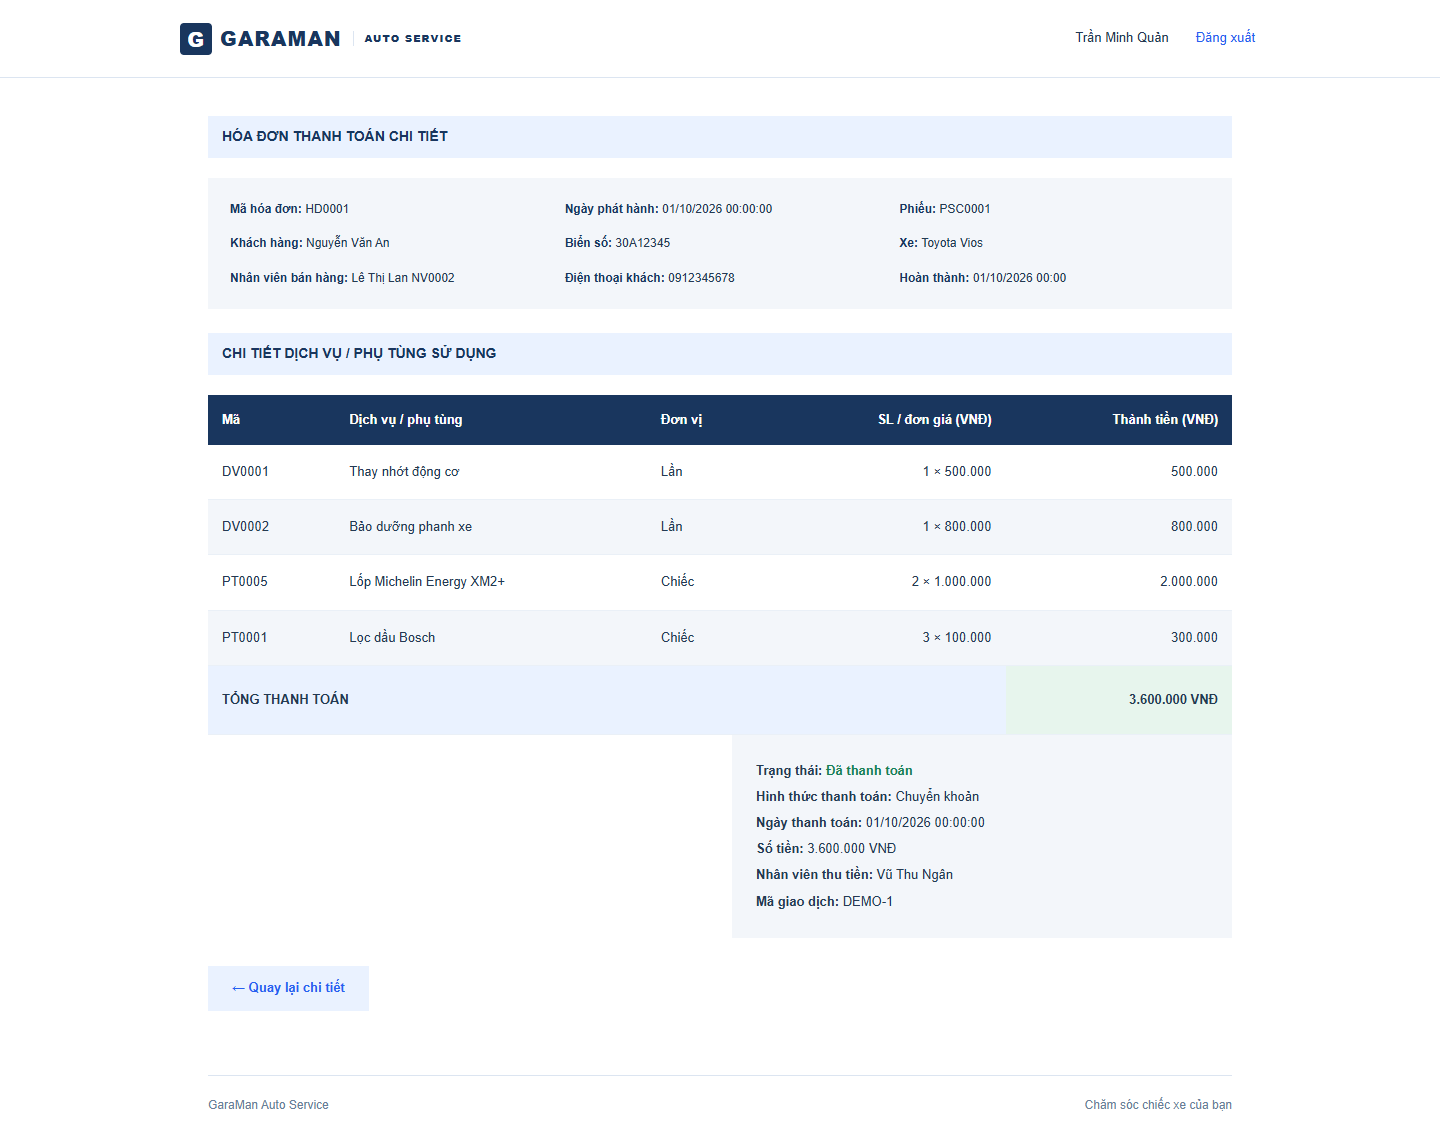 G GARAMAN AUTO SERVICE
Trần Minh Quản Đăng xuất
HÓA ĐƠN THANH TOÁN CHI TIẾT
Mã hóa đơn: HD0001 Ngày phát hành: 01/10/2026 00:00:00 Phiếu: PSC0001
Khách hàng: Nguyễn Văn An Biển số: 30A12345 Xe: Toyota Vios
Nhân viên bán hàng: Lê Thị Lan NV0002 Điện thoại khách: 0912345678 Hoàn thành: 01/10/2026 00:00
CHI TIẾT DỊCH VỤ / PHỤ TÙNG SỬ DỤNG
Mã Dịch vụ / phụ tùng Đơn vị SL / đơn giá (VNĐ) Thành tiền (VNĐ)
DV0001 Thay nhớt động cơ Lần 1 × 500.000 500.000
DV0002 Bảo dưỡng phanh xe Lần 1 × 800.000 800.000
PT0005 Lốp Michelin Energy XM2+ Chiếc 2 × 1.000.000 2.000.000
PT0001 Lọc dầu Bosch Chiếc 3 × 100.000 300.000
TỔNG THANH TOÁN 3.600.000 VNĐ
Trạng thái: Đã thanh toán
Hình thức thanh toán: Chuyển khoản
Ngày thanh toán: 01/10/2026 00:00:00
Số tiền: 3.600.000 VNĐ
Nhân viên thu tiền: Vũ Thu Ngân
Mã giao dịch: DEMO-1
← Quay lại chi tiết
GaraMan Auto Service Chăm sóc chiếc xe của bạn